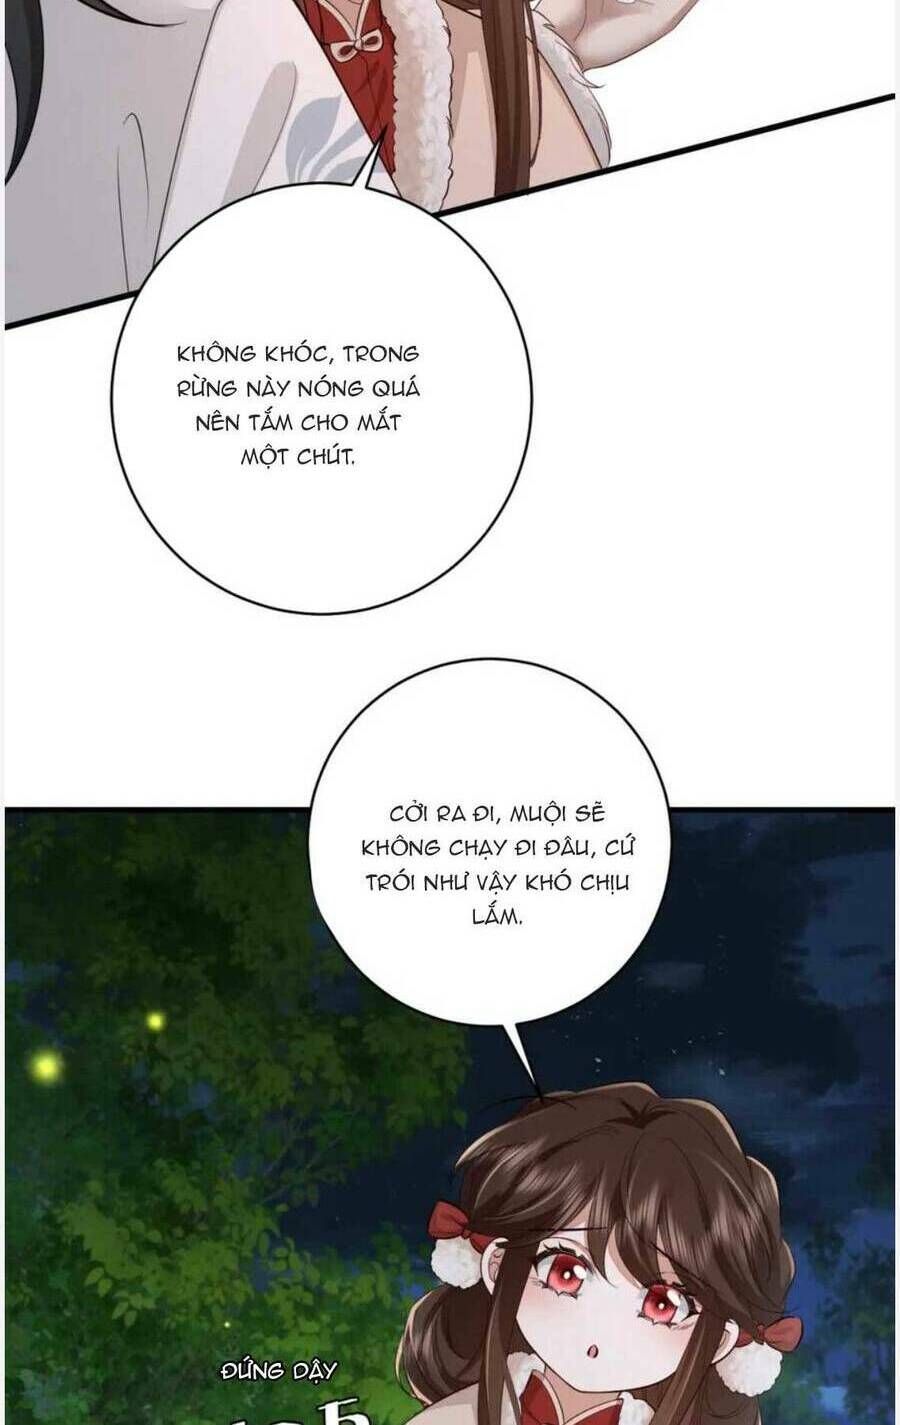 KHÔNG KHÓC, TRONG
RỪNG NÀY NÓNG QUÁ
NÊN TẮM CHO MẮT
MỘT CHÚT.
CỞI RA ĐI, MUỘI SẼ
KHÔNG CHẠY ĐI ĐÂU, CỨ
TRÓI NHƯ VẬY KHÓ CHỊU
LẮM.
ĐỨNG DẬY